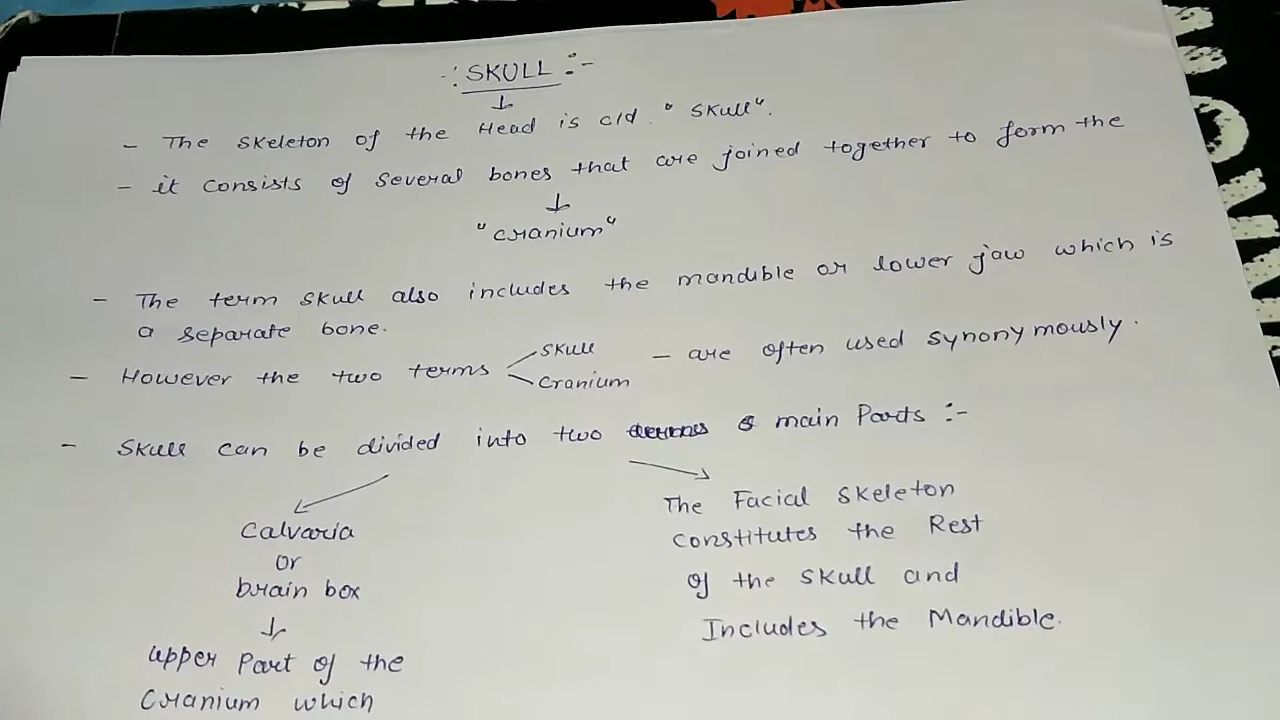 -: SKULL :-
↓
- The Skeleton of the Head is c/d "Skull".
- it consists of Several bones that are joined together to form the
↓
"cranium"
- The term skull also includes the mandible or lower jaw which is
a separate bone.
- However the two terms < Skull Cranium - are often used synonymously.
- Skull can be divided into two main Parts :-
Calvaria
or
brain box
↓
upper Part of the
Cranium which
The Facial Skeleton
constitutes the Rest
of the skull and
Includes the Mandible.